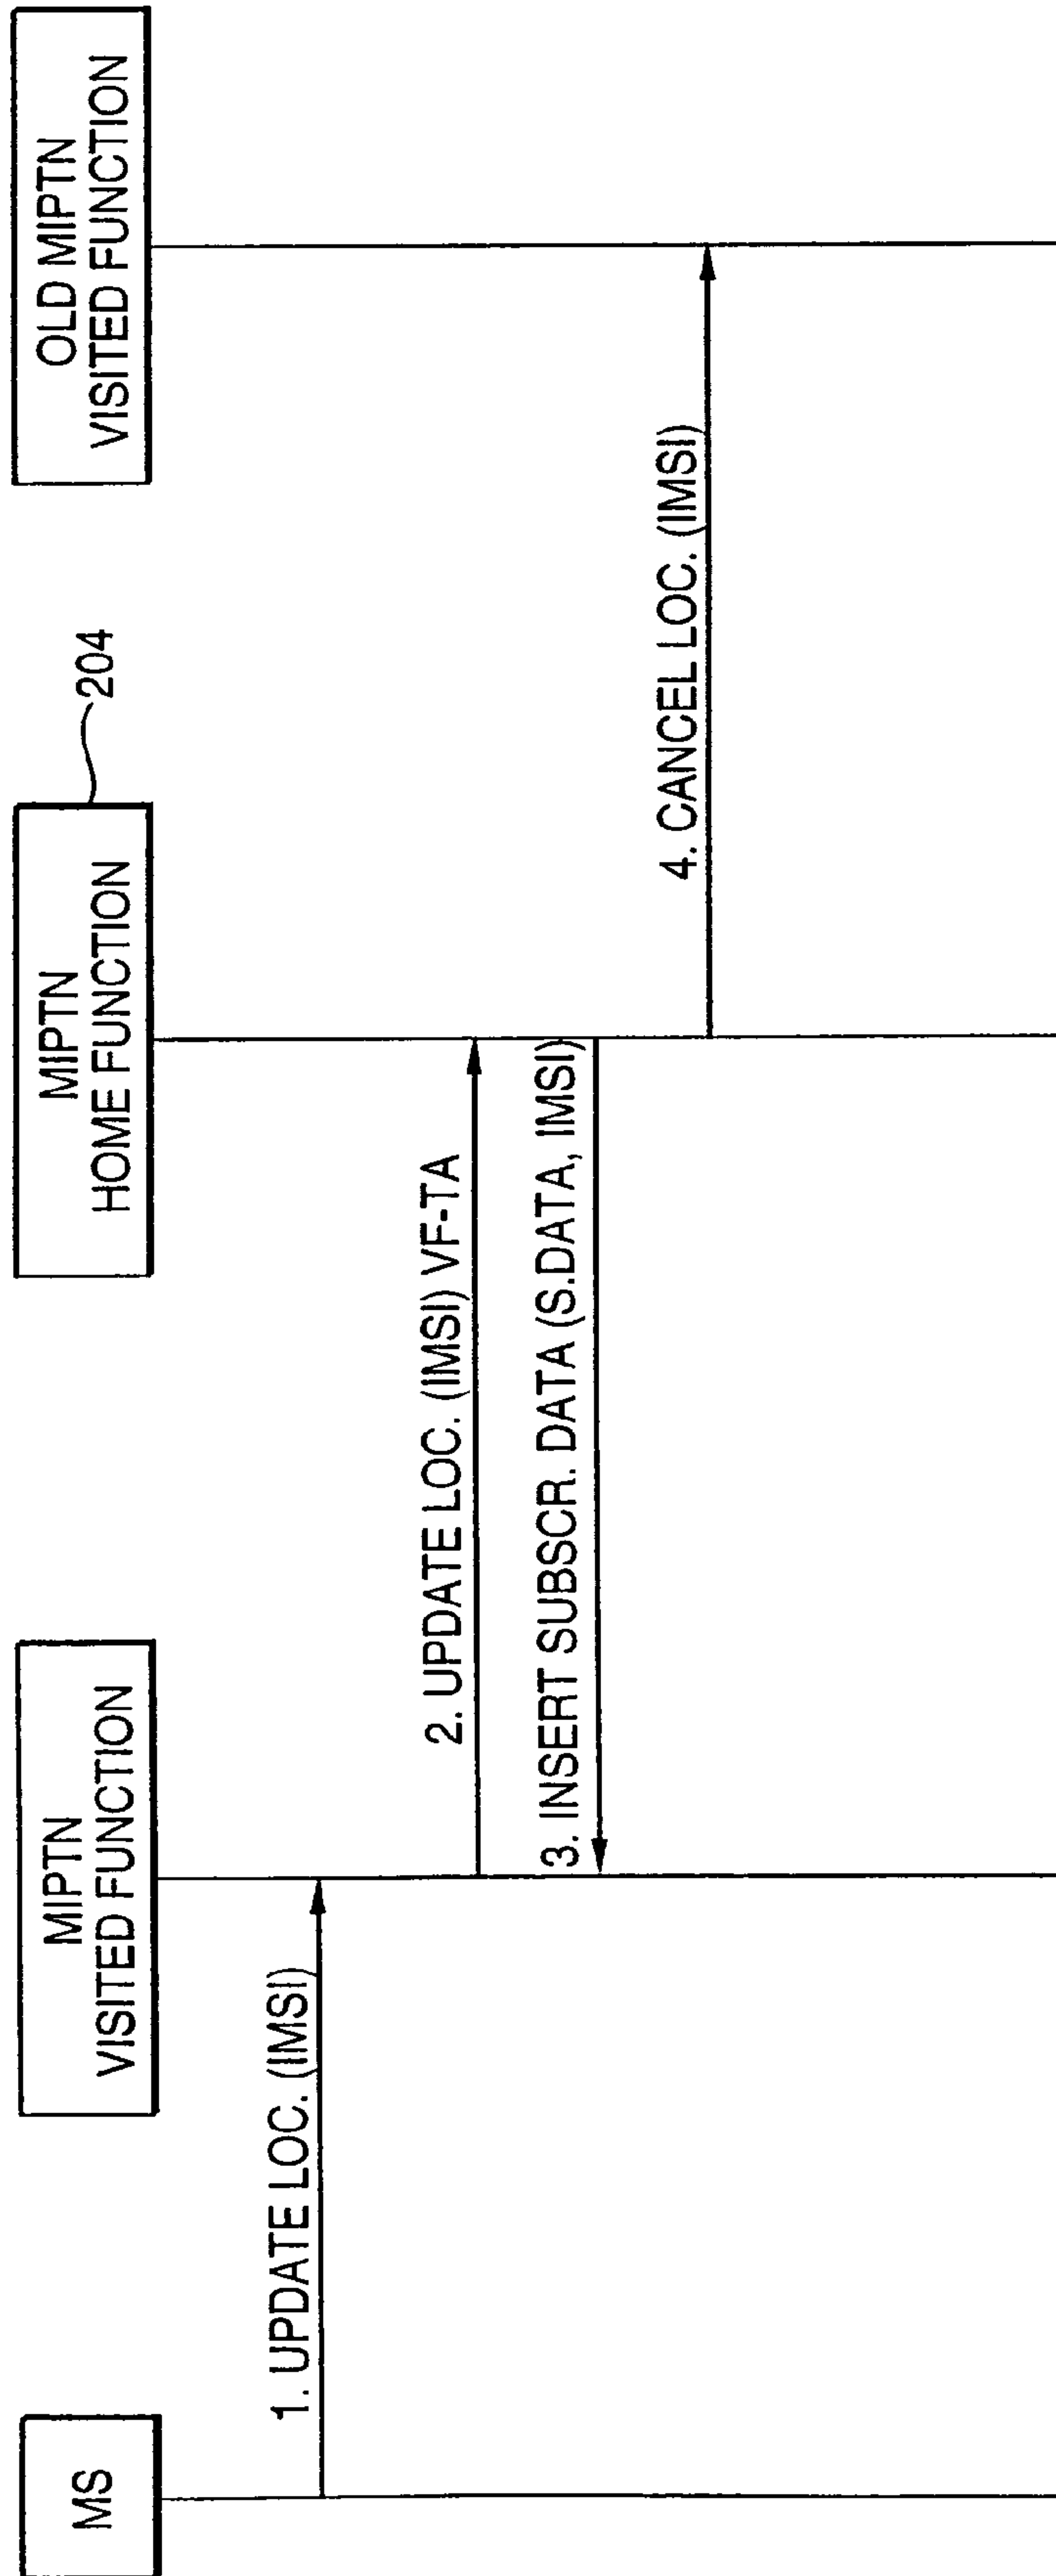 MS
MIPTN
VISITED FUNCTION
MIPTN
HOME FUNCTION
204
OLD MIPTN
VISITED FUNCTION
1. UPDATE LOC. (IMSI)
2. UPDATE LOC. (IMSI) VF-TA
3. INSERT SUBSCR. DATA (S.DATA, IMSI)
4. CANCEL LOC. (IMSI)